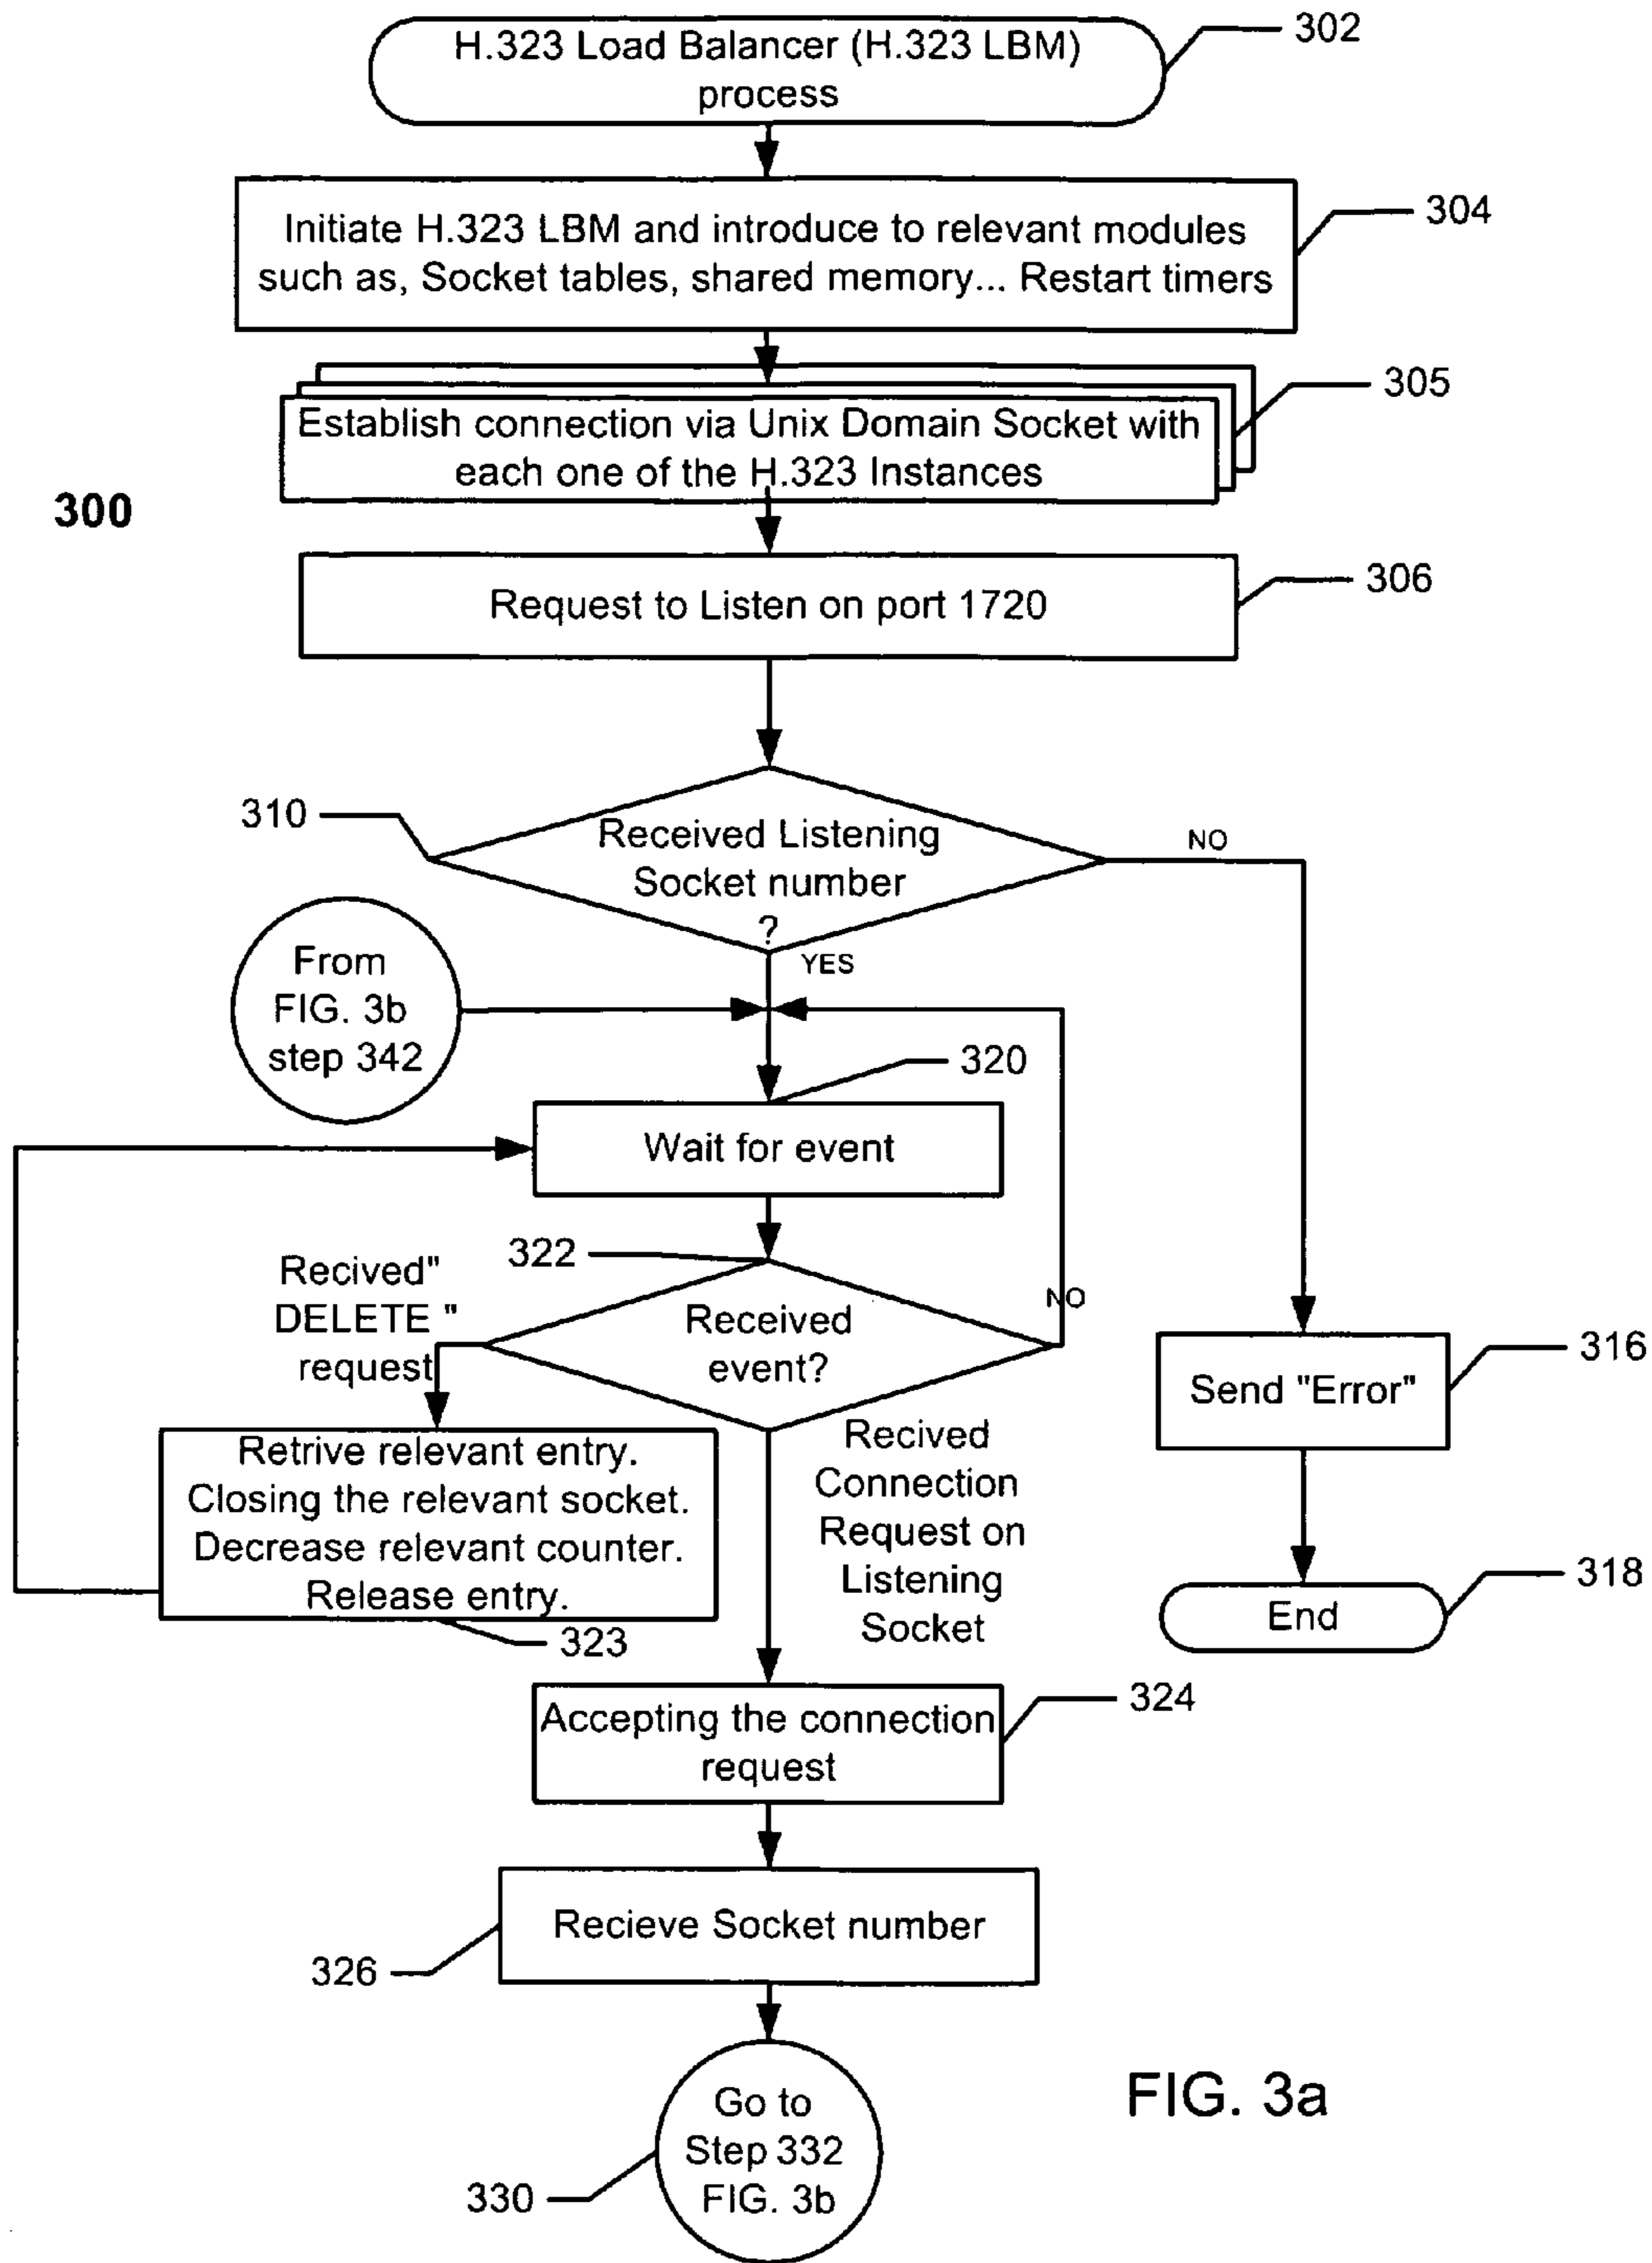 302
H.323 Load Balancer (H.323 LBM)
process
304
Initiate H.323 LBM and introduce to relevant modules
such as, Socket tables, shared memory... Restart timers
305
Establish connection via Unix Domain Socket with
each one of the H.323 Instances
300
306
Request to Listen on port 1720
310
Received Listening
Socket number
?
NO
YES
From
FIG. 3b
step 342
320
Wait for event
322
Recived"
DELETE "
request
Received
event?
NO
316
Send "Error"
Retrive relevant entry.
Closing the relevant socket.
Decrease relevant counter.
Release entry.
323
Recived
Connection
Request on
Listening
Socket
318
End
324
Accepting the connection
request
Recieve Socket number
326
Go to
Step 332
FIG. 3b
330
FIG. 3a